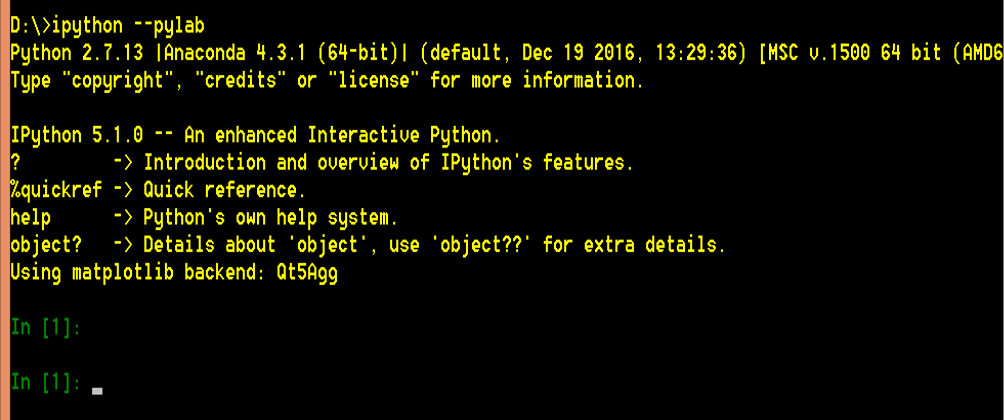 D:\>ipython --pylab
Python 2.7.13 |Anaconda 4.3.1 (64-bit)| (default, Dec 19 2016, 13:29:36) [MSC v.1500 64 bit (AMD6
Type "copyright", "credits" or "license" for more information.
IPython 5.1.0 -- An enhanced Interactive Python.
?         -> Introduction and overview of IPython's features.
%quickref -> Quick reference.
help      -> Python's own help system.
object?   -> Details about 'object', use 'object??' for extra details.
Using matplotlib backend: Qt5Agg
In [1]:
In [1]: